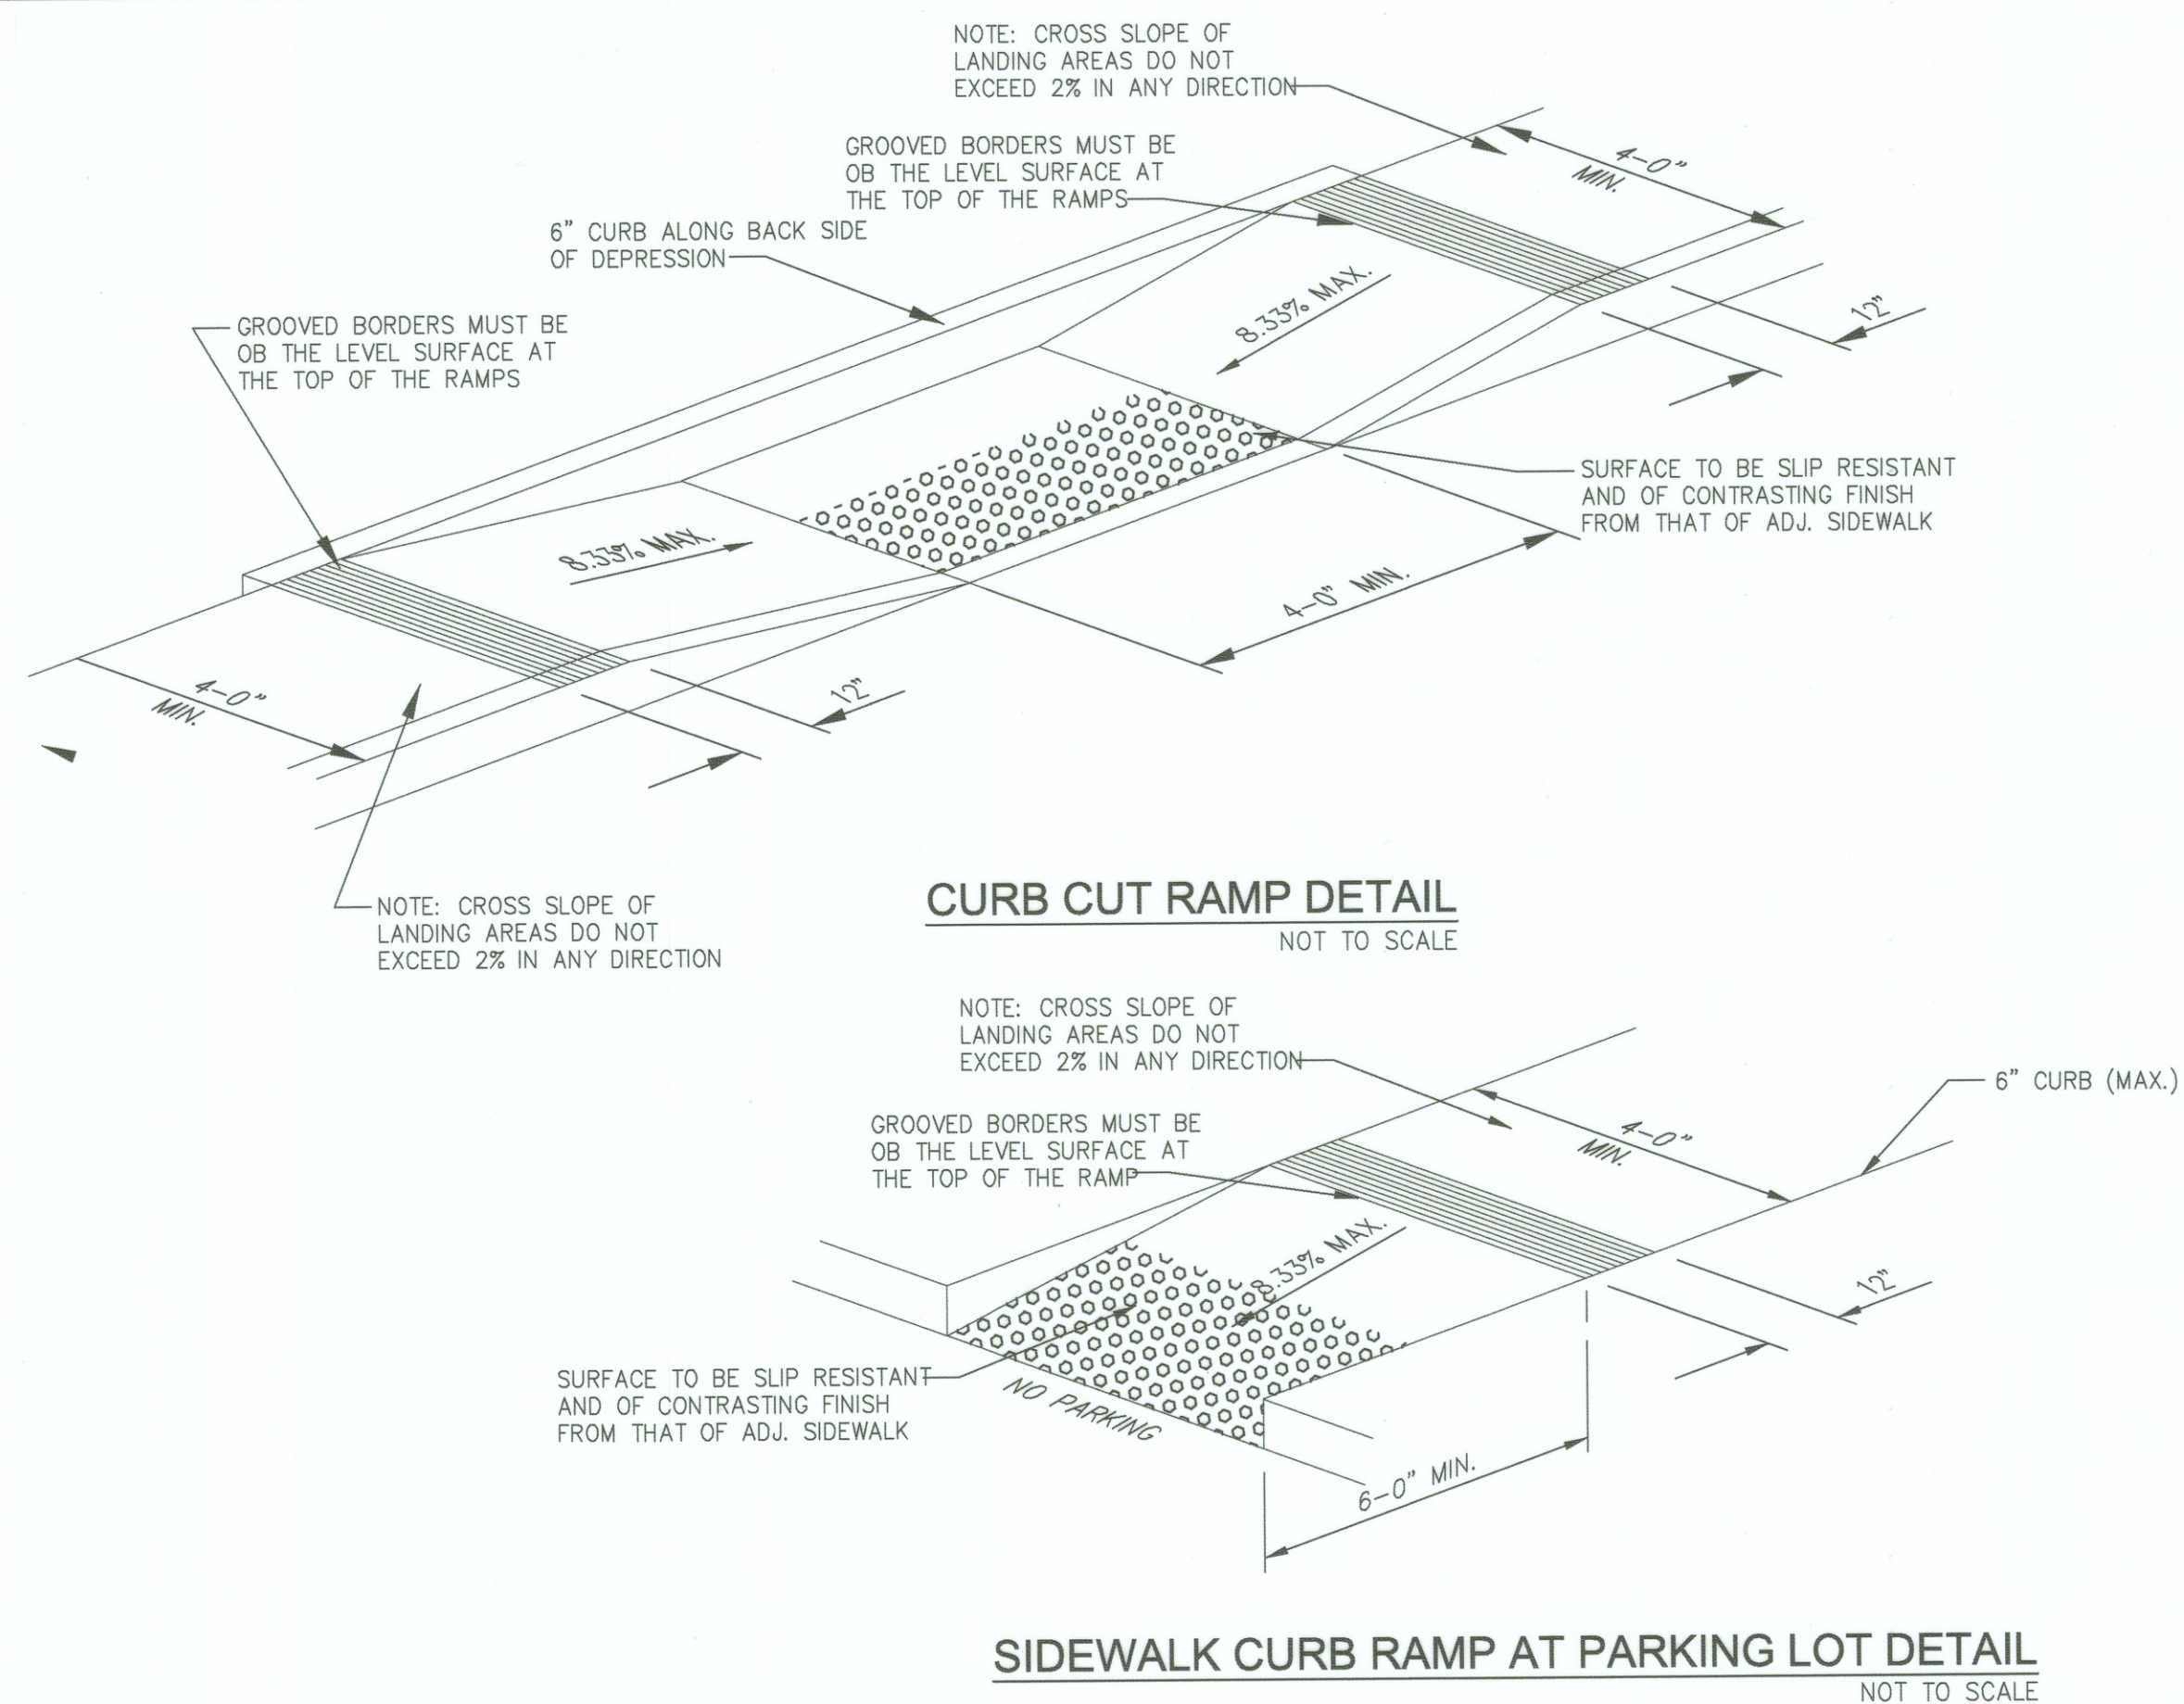 NOTE: CROSS SLOPE OF
LANDING AREAS DO NOT
EXCEED 2% IN ANY DIRECTION
4-0"
MIN.
GROOVED BORDERS MUST BE
OB THE LEVEL SURFACE AT
THE TOP OF THE RAMPS
6" CURB ALONG BACK SIDE
OF DEPRESSION
8.33% MAX.
12"
GROOVED BORDERS MUST BE
OB THE LEVEL SURFACE AT
THE TOP OF THE RAMPS
SURFACE TO BE SLIP RESISTANT
AND OF CONTRASTING FINISH
FROM THAT OF ADJ. SIDEWALK
8.33% MAX.
4-0" MIN.
4-0"
MIN.
12"
NOTE: CROSS SLOPE OF
LANDING AREAS DO NOT
EXCEED 2% IN ANY DIRECTION
CURB CUT RAMP DETAIL
NOT TO SCALE
NOTE: CROSS SLOPE OF
LANDING AREAS DO NOT
EXCEED 2% IN ANY DIRECTION
6" CURB (MAX.)
4-0"
MIN.
GROOVED BORDERS MUST BE
OB THE LEVEL SURFACE AT
THE TOP OF THE RAMP
8.33% MAX.
12"
SURFACE TO BE SLIP RESISTANT
AND OF CONTRASTING FINISH
FROM THAT OF ADJ. SIDEWALK
NO PARKING
6-0" MIN.
SIDEWALK CURB RAMP AT PARKING LOT DETAIL
NOT TO SCALE